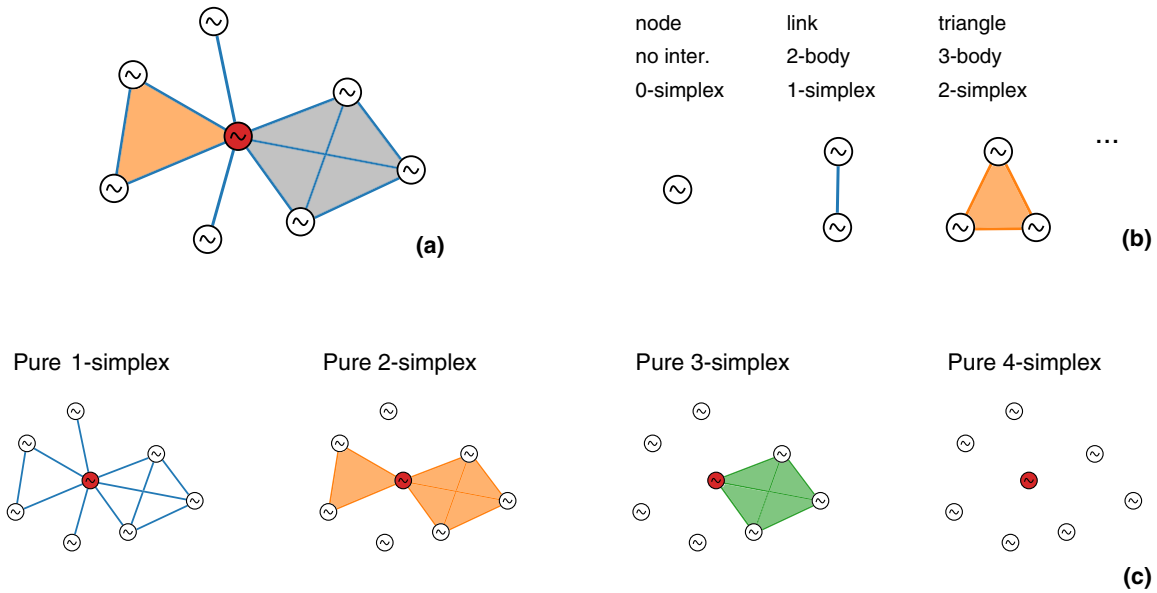 (a)
node link triangle
no inter. 2-body 3-body
0-simplex 1-simplex 2-simplex
...
(b)
Pure 1-simplex Pure 2-simplex Pure 3-simplex Pure 4-simplex
(c)